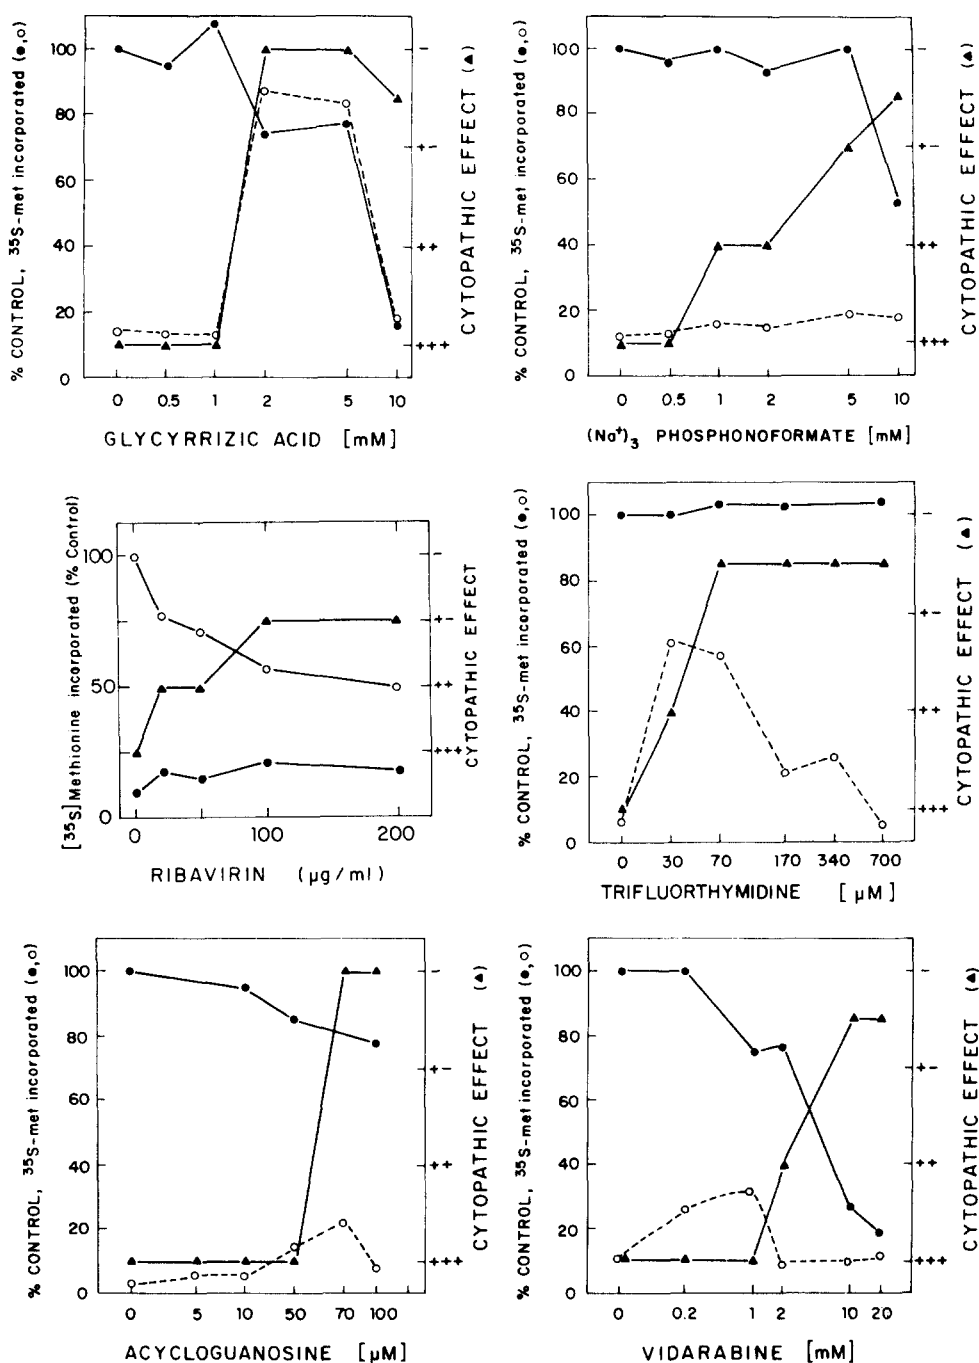 % CONTROL, ³⁵S-met incorporated (●,○)
100
80
60
40
20
0
-
+-
++
+++
CYTOPATHIC EFFECT (▲)
0 0.5 1 2 5 10
GLYCYRRIZIC ACID [mM]
% CONTROL, ³⁵S-met incorporated (●,○)
100
80
60
40
20
0
-
+-
++
+++
CYTOPATHIC EFFECT (▲)
0 0.5 1 2 5 10
(Na⁺)₃ PHOSPHONOFORMATE [mM]
[³⁵S]Methionine incorporated (% Control)
100
50
0
-
+-
++
+++
CYTOPATHIC EFFECT
0 100 200
RIBAVIRIN (µg/ml)
% CONTROL, ³⁵S-met incorporated (●,○)
100
80
60
40
20
0
-
+-
++
+++
CYTOPATHIC EFFECT (▲)
0 30 70 170 340 700
TRIFLUORTHYMIDINE [µM]
% CONTROL, ³⁵S-met incorporated (●,○)
100
80
60
40
20
0
-
+-
++
+++
CYTOPATHIC EFFECT (▲)
0 5 10 50 70 100
ACYCLOGUANOSINE [µM]
% CONTROL, ³⁵S-met incorporated (●,○)
100
80
60
40
20
0
-
+-
++
+++
CYTOPATHIC EFFECT (▲)
0 0.2 1 2 10 20
VIDARABINE [mM]